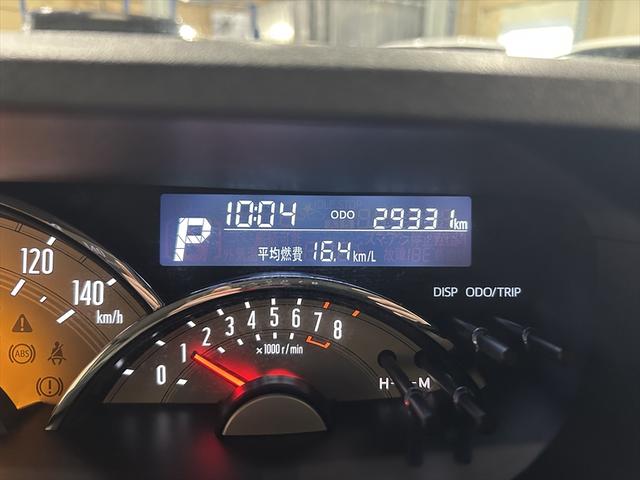 10:04 ODO 29331 km
P
平均燃費 16.4 km/L
DISP ODO/TRIP
120
140
km/h
0 1 2 3 4 5 6 7 8
×1000 r/min
ABS
H M